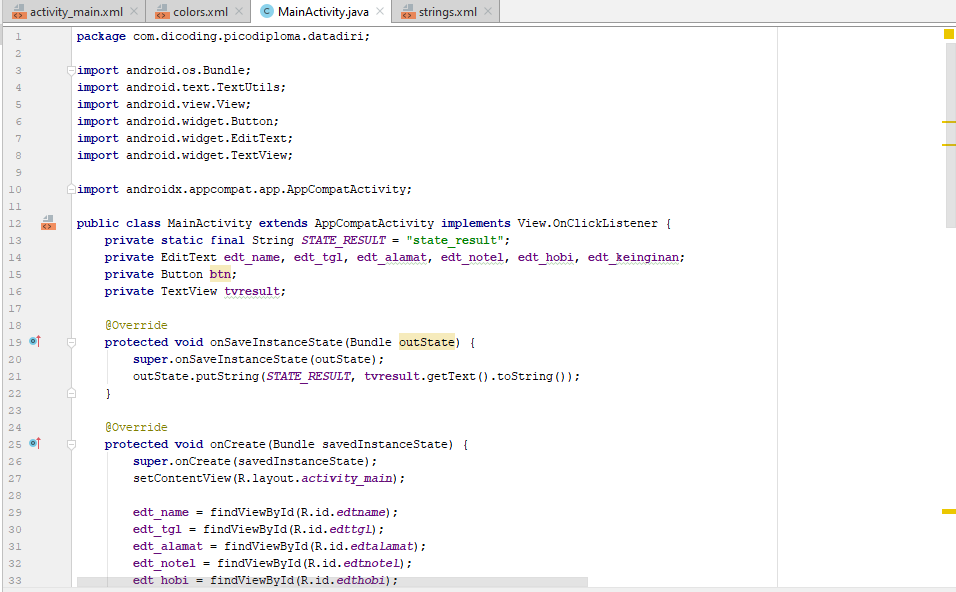 activity_main.xml colors.xml MainActivity.java strings.xml
1 package com.dicoding.picodiploma.datadiri;
2
3 import android.os.Bundle;
4 import android.text.TextUtils;
5 import android.view.View;
6 import android.widget.Button;
7 import android.widget.EditText;
8 import android.widget.TextView;
9
10 import androidx.appcompat.app.AppCompatActivity;
11
12 public class MainActivity extends AppCompatActivity implements View.OnClickListener {
13 private static final String STATE_RESULT = "state_result";
14 private EditText edt_name, edt_tgl, edt_alamat, edt_notel, edt_hobi, edt_keinginan;
15 private Button btn;
16 private TextView tvresult;
17
18 @Override
19 protected void onSaveInstanceState(Bundle outState) {
20 super.onSaveInstanceState(outState);
21 outState.putString(STATE_RESULT, tvresult.getText().toString());
22 }
23
24 @Override
25 protected void onCreate(Bundle savedInstanceState) {
26 super.onCreate(savedInstanceState);
27 setContentView(R.layout.activity_main);
28
29 edt_name = findViewById(R.id.edtname);
30 edt_tgl = findViewById(R.id.edttgl);
31 edt_alamat = findViewById(R.id.edtalamat);
32 edt_notel = findViewById(R.id.edtnotel);
33 edt_hobi = findViewById(R.id.edthobi);